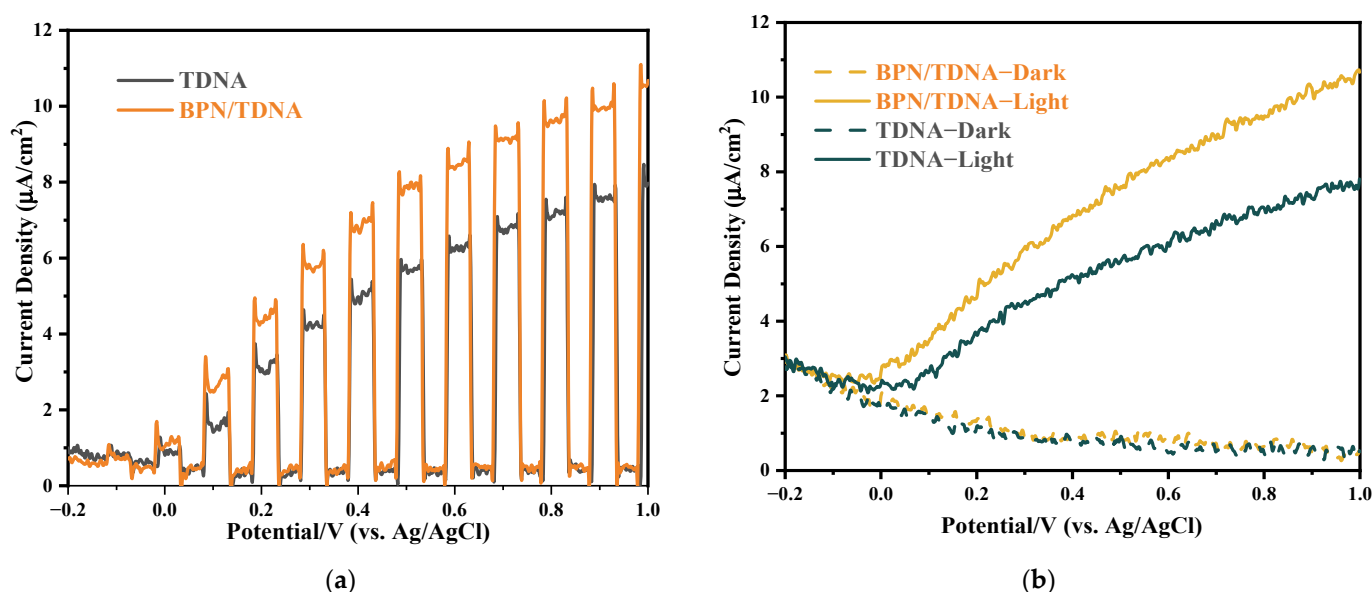 12
10
8
6
4
2
0
Current Density (μA/cm²)
TDNA
BPN/TDNA
−0.2 0.0 0.2 0.4 0.6 0.8 1.0
Potential/V (vs. Ag/AgCl)
(a)
12
10
8
6
4
2
0
Current Density (μA/cm²)
BPN/TDNA−Dark
BPN/TDNA−Light
TDNA−Dark
TDNA−Light
−0.2 0.0 0.2 0.4 0.6 0.8 1.0
Potential/V (vs. Ag/AgCl)
(b)